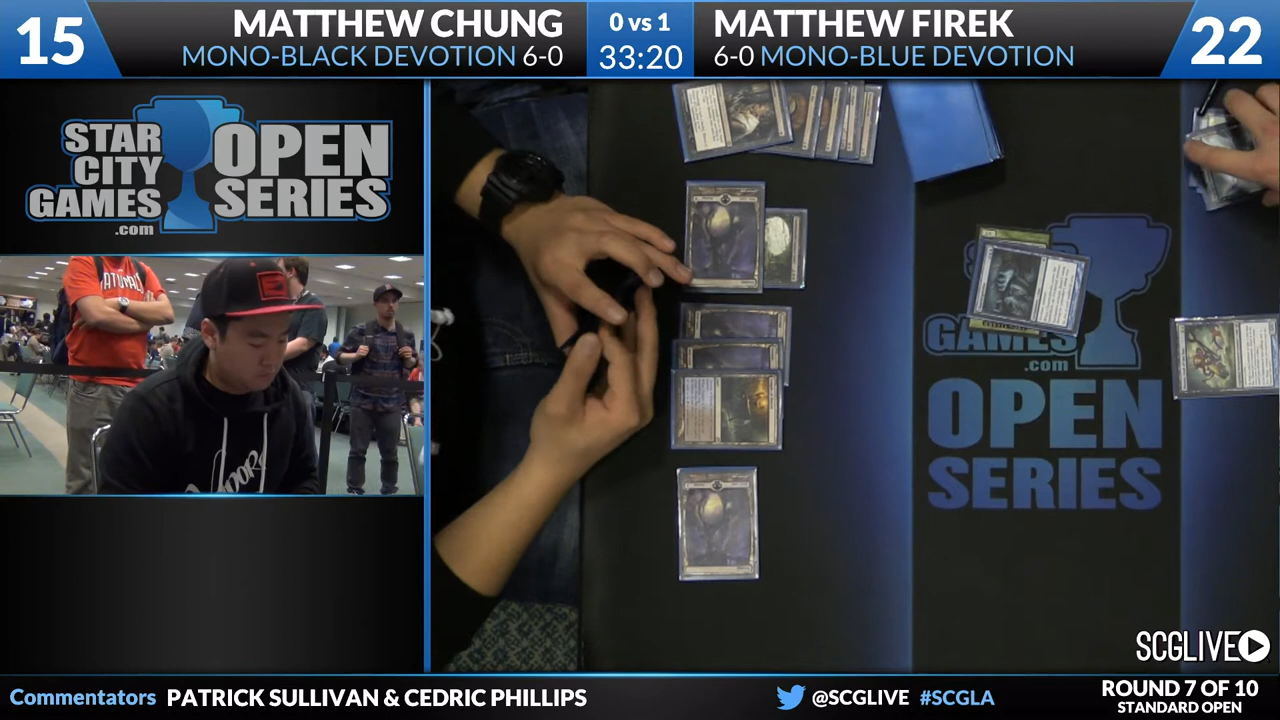 15
MATTHEW CHUNG
MONO-BLACK DEVOTION 6-0
0 vs 1
33:20
MATTHEW FIREK
6-0 MONO-BLUE DEVOTION
22
STAR CITY GAMES .com
OPEN SERIES
GAMES
.com
OPEN
SERIES
SCGLIVE
Commentators PATRICK SULLIVAN & CEDRIC PHILLIPS
@SCGLIVE #SCGLA
ROUND 7 OF 10
STANDARD OPEN